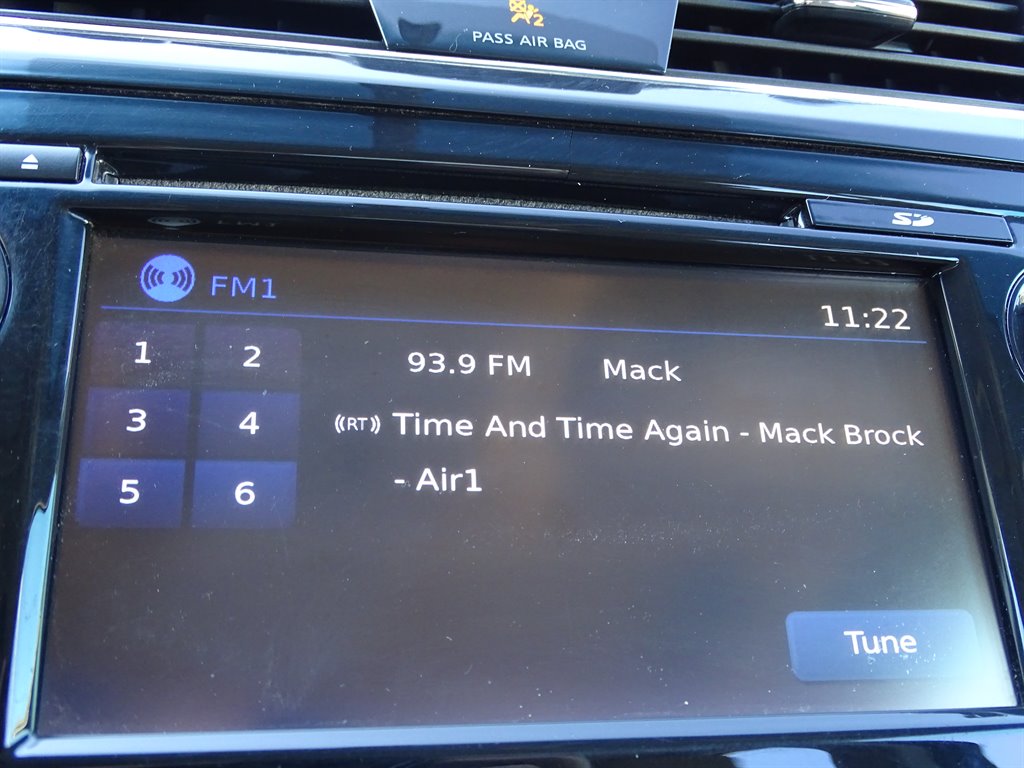 2
PASS AIR BAG
SD
FM1
11:22
1 2
93.9 FM Mack
3 4
RT Time And Time Again - Mack Brock
- Air1
5 6
Tune